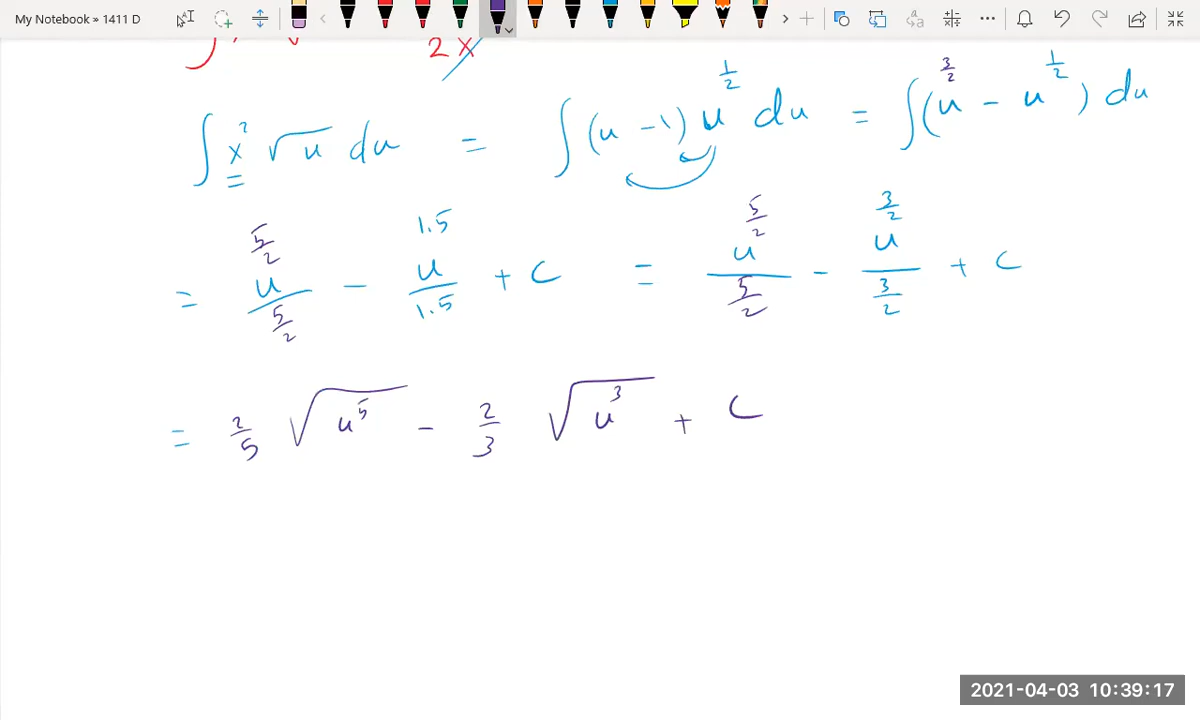 My Notebook » 1411 D
2 x
∫ x² √u du = ∫ (u - 1) u^(1/2) du = ∫ (u^(3/2) - u^(1/2)) du
= u^(5/2) / (5/2) - u^1.5 / 1.5 + C = u^(5/2) / (5/2) - u^(3/2) / (3/2) + C
= 2/5 √(u⁵) - 2/3 √(u³) + C
2021-04-03 10:39:17